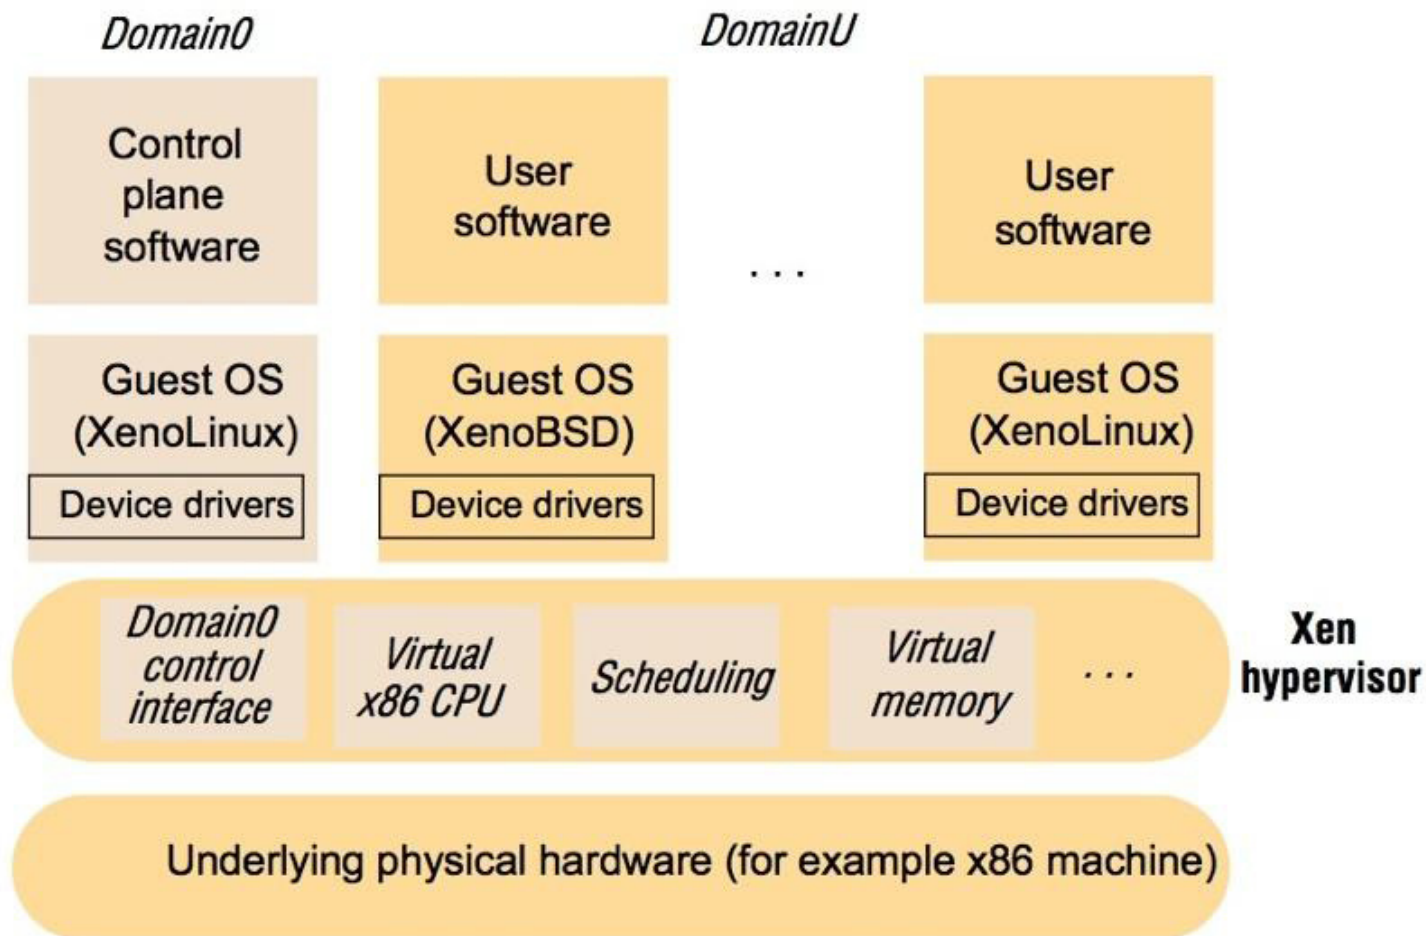 Domain0
DomainU
Control
plane
software
User
software
. . .
User
software
Guest OS
(XenoLinux)
Device drivers
Guest OS
(XenoBSD)
Device drivers
Guest OS
(XenoLinux)
Device drivers
Domain0
control
interface
Virtual
x86 CPU
Scheduling
Virtual
memory
. . .
Xen
hypervisor
Underlying physical hardware (for example x86 machine)